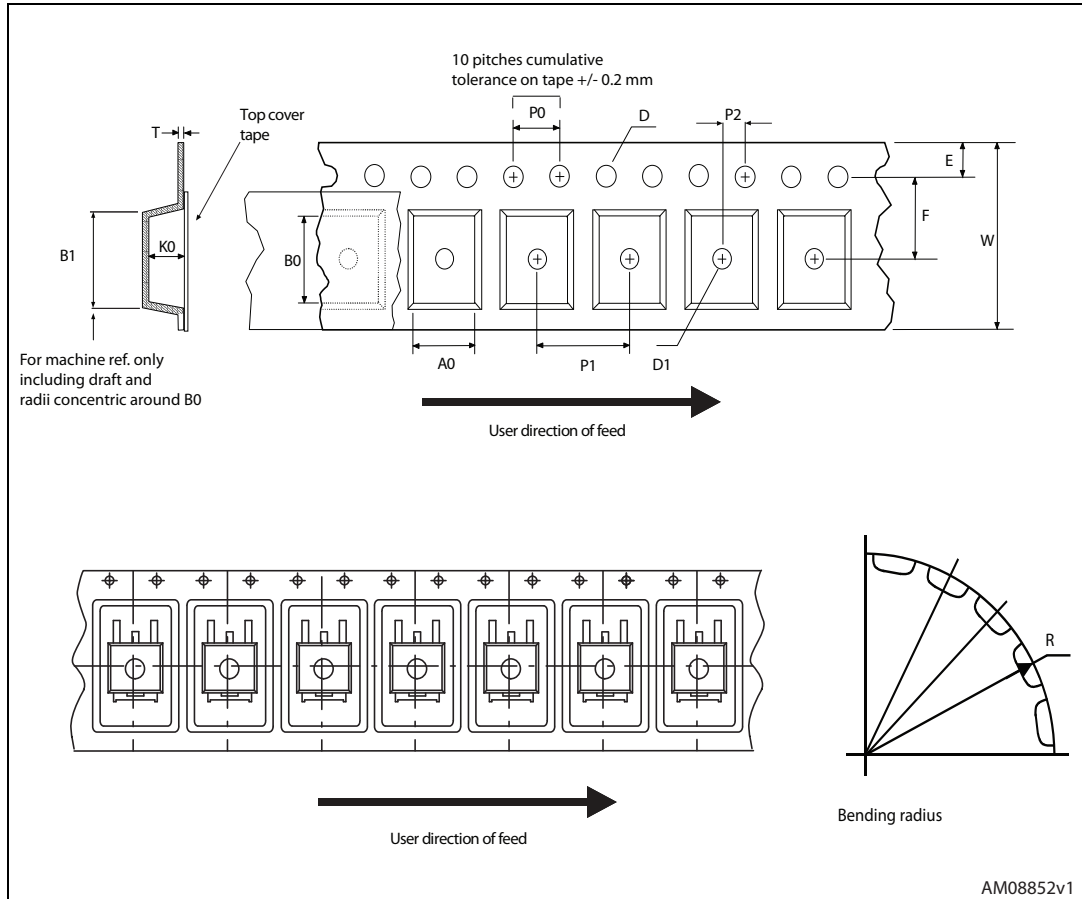 10 pitches cumulative
tolerance on tape +/- 0.2 mm
Top cover
tape
T
P0
D
P2
E
F
W
B1
K0
B0
For machine ref. only
including draft and
radii concentric around B0
A0
P1
D1
User direction of feed
R
User direction of feed
Bending radius
AM08852v1